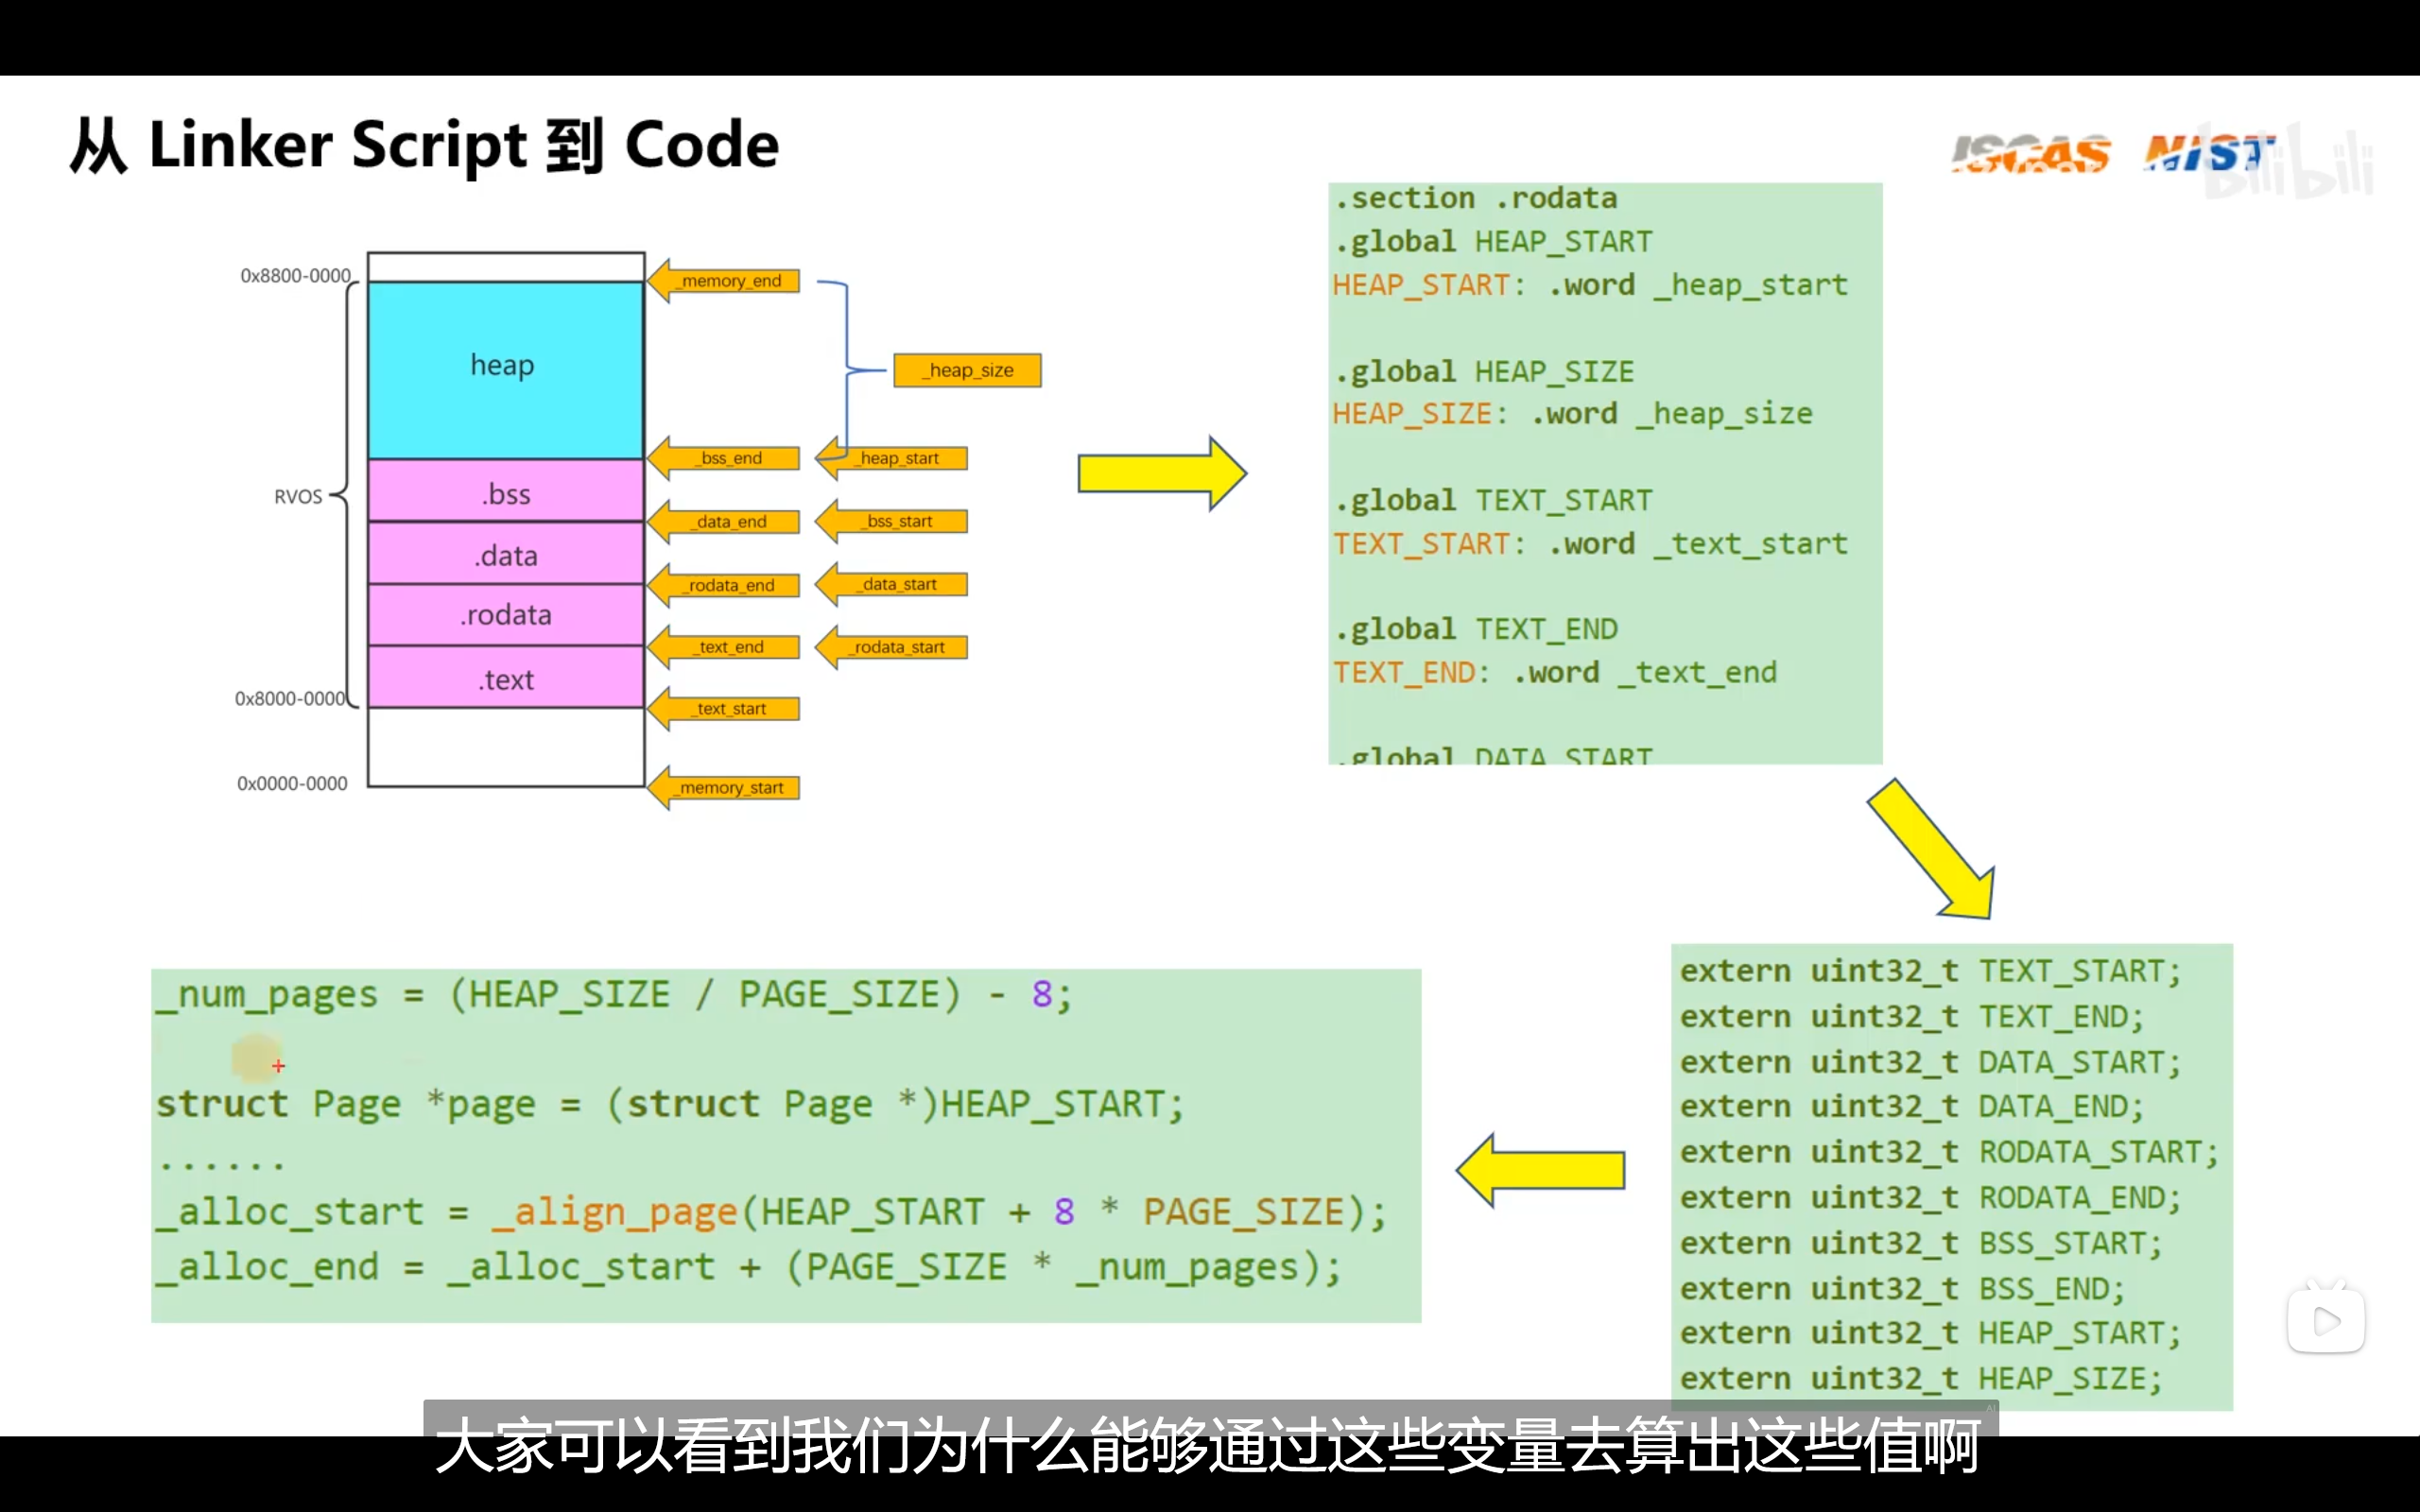 从 Linker Script 到 Code
ISCAS NIST
bilibili
0x8800-0000
_memory_end
heap
_heap_size
_bss_end
_heap_start
RVOS
.bss
_data_end
_bss_start
.data
_rodata_end
_data_start
.rodata
_text_end
_rodata_start
.text
0x8000-0000
_text_start
0x0000-0000
_memory_start
.section .rodata
.global HEAP_START
HEAP_START: .word _heap_start
.global HEAP_SIZE
HEAP_SIZE: .word _heap_size
.global TEXT_START
TEXT_START: .word _text_start
.global TEXT_END
TEXT_END: .word _text_end
.global DATA_START
extern uint32_t TEXT_START;
extern uint32_t TEXT_END;
extern uint32_t DATA_START;
extern uint32_t DATA_END;
extern uint32_t RODATA_START;
extern uint32_t RODATA_END;
extern uint32_t BSS_START;
extern uint32_t BSS_END;
extern uint32_t HEAP_START;
extern uint32_t HEAP_SIZE;
_num_pages = (HEAP_SIZE / PAGE_SIZE) - 8;
struct Page *page = (struct Page *)HEAP_START;
......
_alloc_start = _align_page(HEAP_START + 8 * PAGE_SIZE);
_alloc_end = _alloc_start + (PAGE_SIZE * _num_pages);
大家可以看到我们为什么能够通过这些变量去算出这些值啊